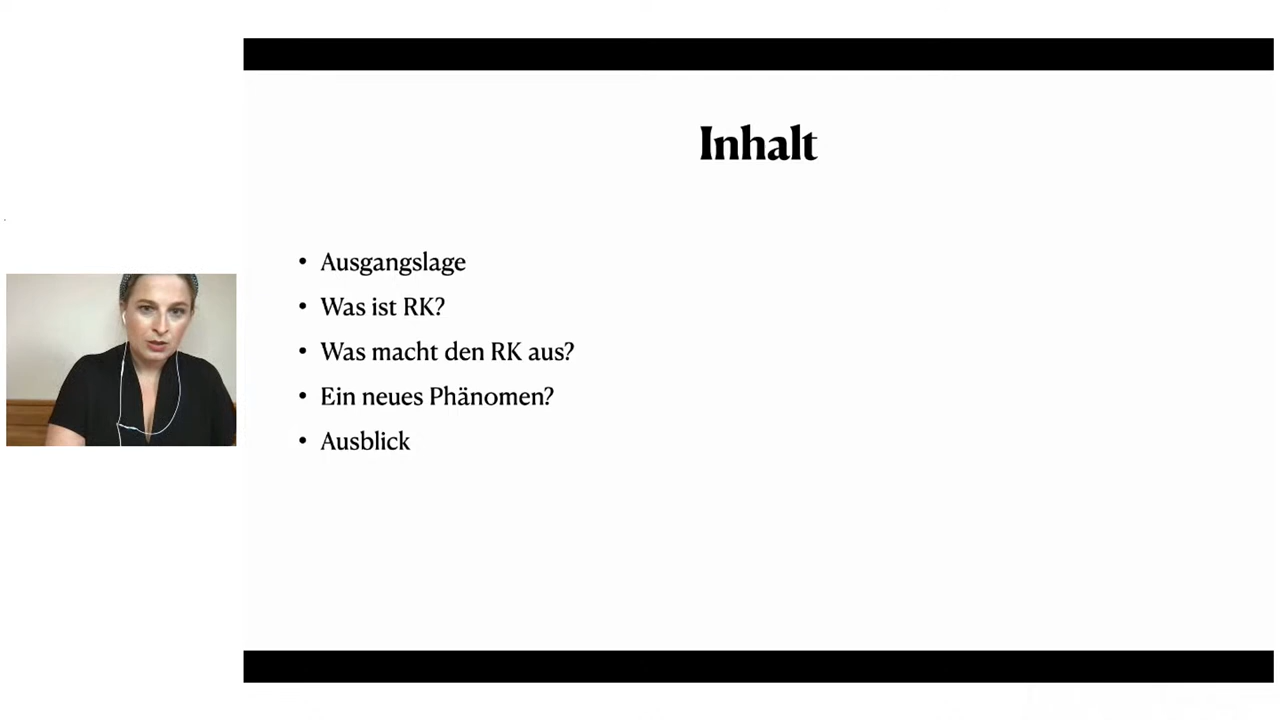 Inhalt
• Ausgangslage
• Was ist RK?
• Was macht den RK aus?
• Ein neues Phänomen?
• Ausblick